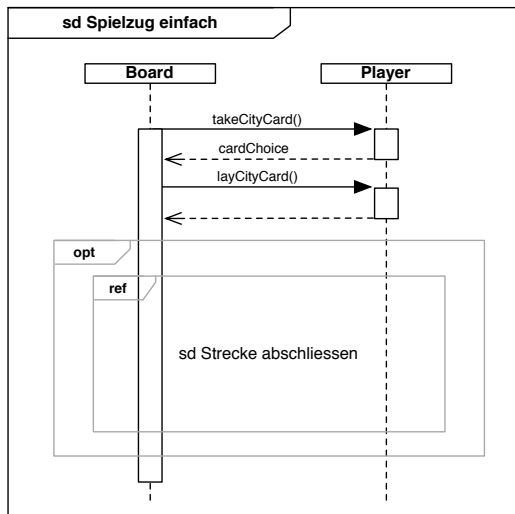 sd Spielzug einfach
Board
Player
takeCityCard()
cardChoice
layCityCard()
opt
ref
sd Strecke abschliessen